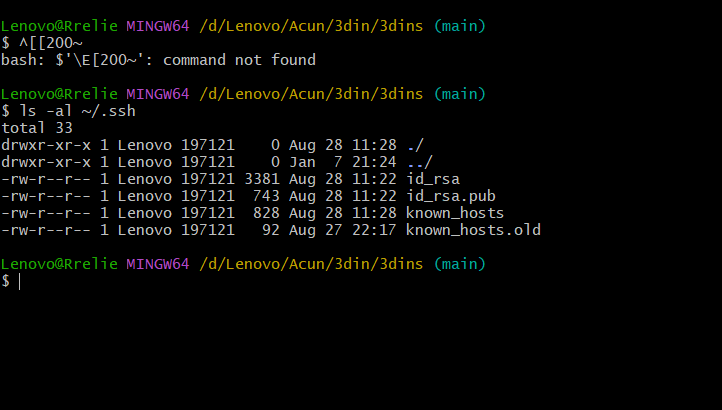 Lenovo@Rrelie MINGW64 /d/Lenovo/Acun/3din/3dins (main)
$ ^[[200~
bash: $'\E[200~': command not found
Lenovo@Rrelie MINGW64 /d/Lenovo/Acun/3din/3dins (main)
$ ls -al ~/.ssh
total 33
drwxr-xr-x 1 Lenovo 197121    0 Aug 28 11:28 ./
drwxr-xr-x 1 Lenovo 197121    0 Jan  7 21:24 ../
-rw-r--r-- 1 Lenovo 197121 3381 Aug 28 11:22 id_rsa
-rw-r--r-- 1 Lenovo 197121  743 Aug 28 11:22 id_rsa.pub
-rw-r--r-- 1 Lenovo 197121  828 Aug 28 11:28 known_hosts
-rw-r--r-- 1 Lenovo 197121   92 Aug 27 22:17 known_hosts.old
Lenovo@Rrelie MINGW64 /d/Lenovo/Acun/3din/3dins (main)
$